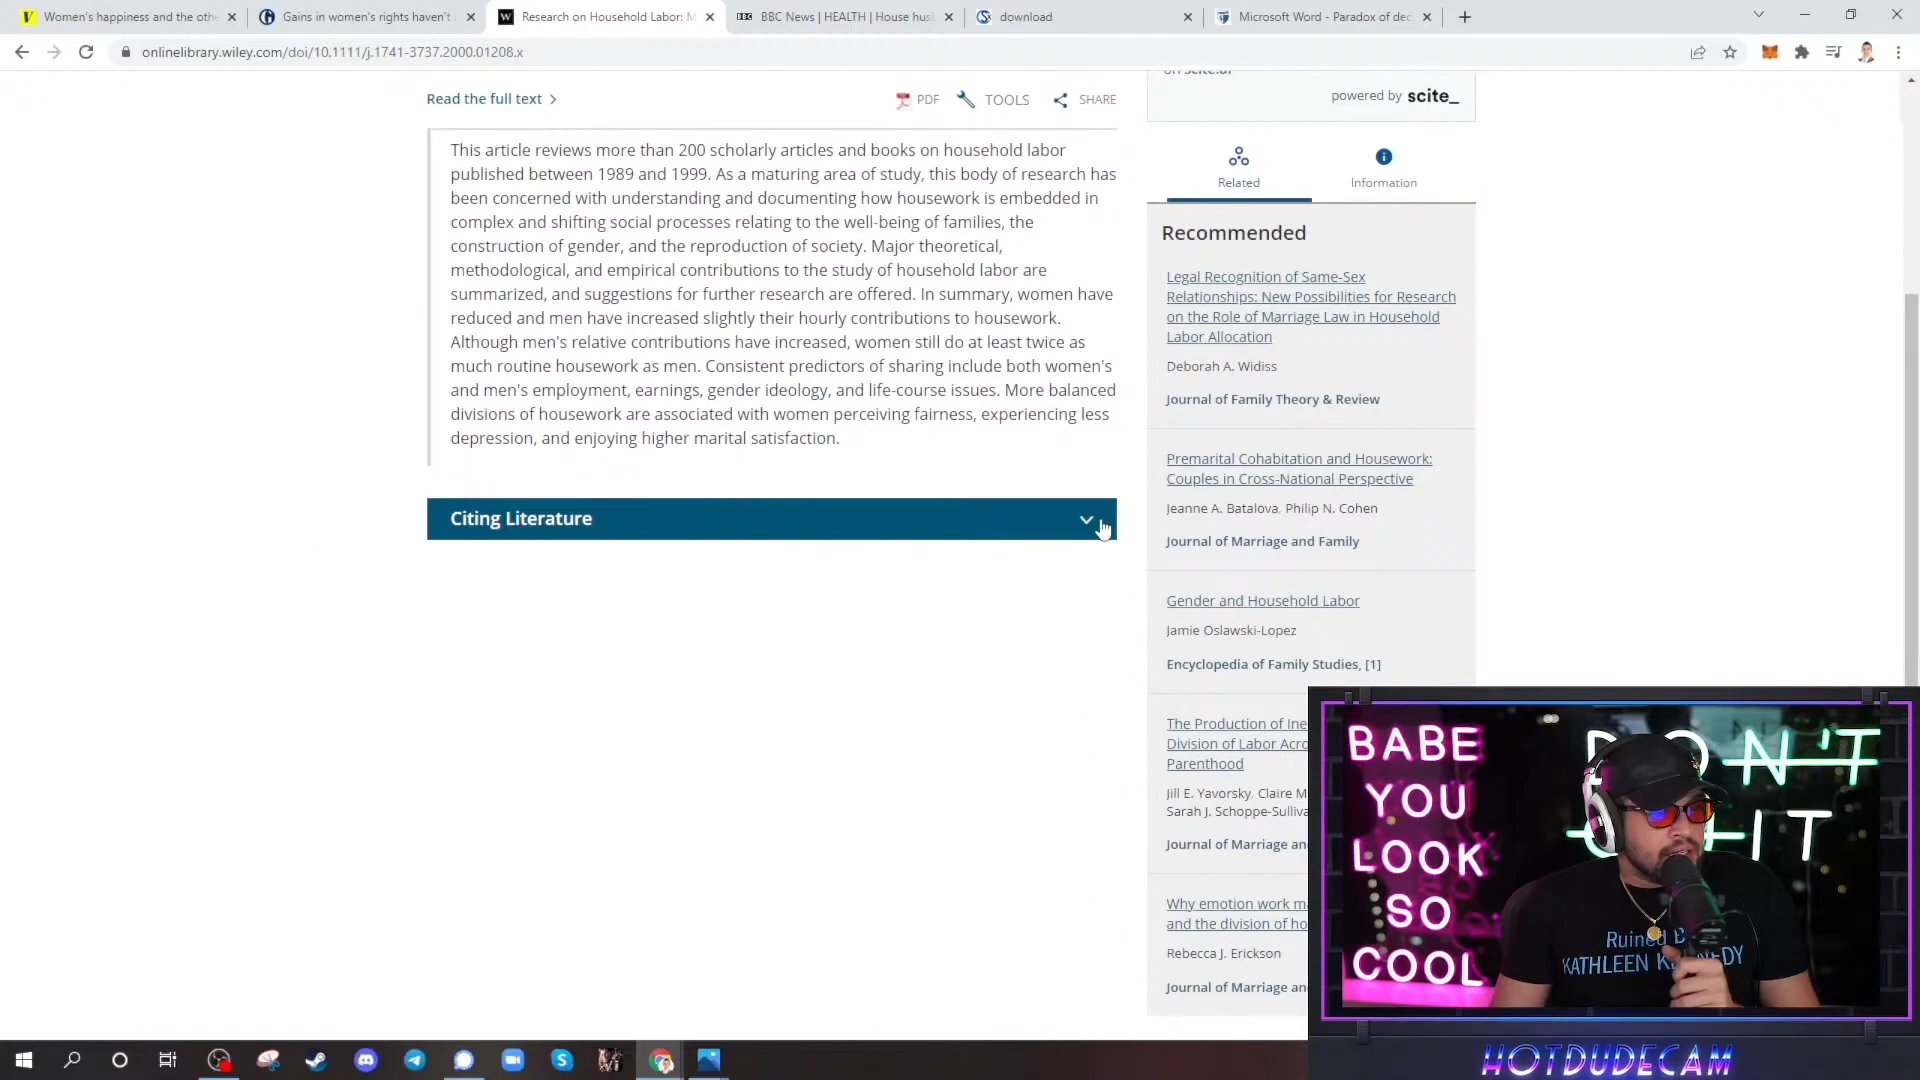 Women's happiness and the othe
Gains in women's rights haven't
Research on Household Labor: M
BBC News | HEALTH | House hus
download
Microsoft Word - Paradox of dec
onlinelibrary.wiley.com/doi/10.1111/j.1741-3737.2000.01208.x
Read the full text
PDF
TOOLS
SHARE
This article reviews more than 200 scholarly articles and books on household labor
published between 1989 and 1999. As a maturing area of study, this body of research has
been concerned with understanding and documenting how housework is embedded in
complex and shifting social processes relating to the well-being of families, the
construction of gender, and the reproduction of society. Major theoretical,
methodological, and empirical contributions to the study of household labor are
summarized, and suggestions for further research are offered. In summary, women have
reduced and men have increased slightly their hourly contributions to housework.
Although men's relative contributions have increased, women still do at least twice as
much routine housework as men. Consistent predictors of sharing include both women's
and men's employment, earnings, gender ideology, and life-course issues. More balanced
divisions of housework are associated with women perceiving fairness, experiencing less
depression, and enjoying higher marital satisfaction.
Citing Literature
on scite.ai
powered by scite_
Related
Information
Recommended
Legal Recognition of Same-Sex
Relationships: New Possibilities for Research
on the Role of Marriage Law in Household
Labor Allocation
Deborah A. Widiss
Journal of Family Theory & Review
Premarital Cohabitation and Housework:
Couples in Cross-National Perspective
Jeanne A. Batalova, Philip N. Cohen
Journal of Marriage and Family
Gender and Household Labor
Jamie Oslawski-Lopez
Encyclopedia of Family Studies, [1]
The Production of Ine
Division of Labor Acro
Parenthood
Jill E. Yavorsky, Claire M
Sarah J. Schoppe-Sulliva
Journal of Marriage an
Why emotion work ma
and the division of ho
Rebecca J. Erickson
Journal of Marriage an
BABE
YOU
LOOK
SO
COOL
DON'T
IT
Ruined B
KATHLEEN KENNEDY
HOTDUDECAM